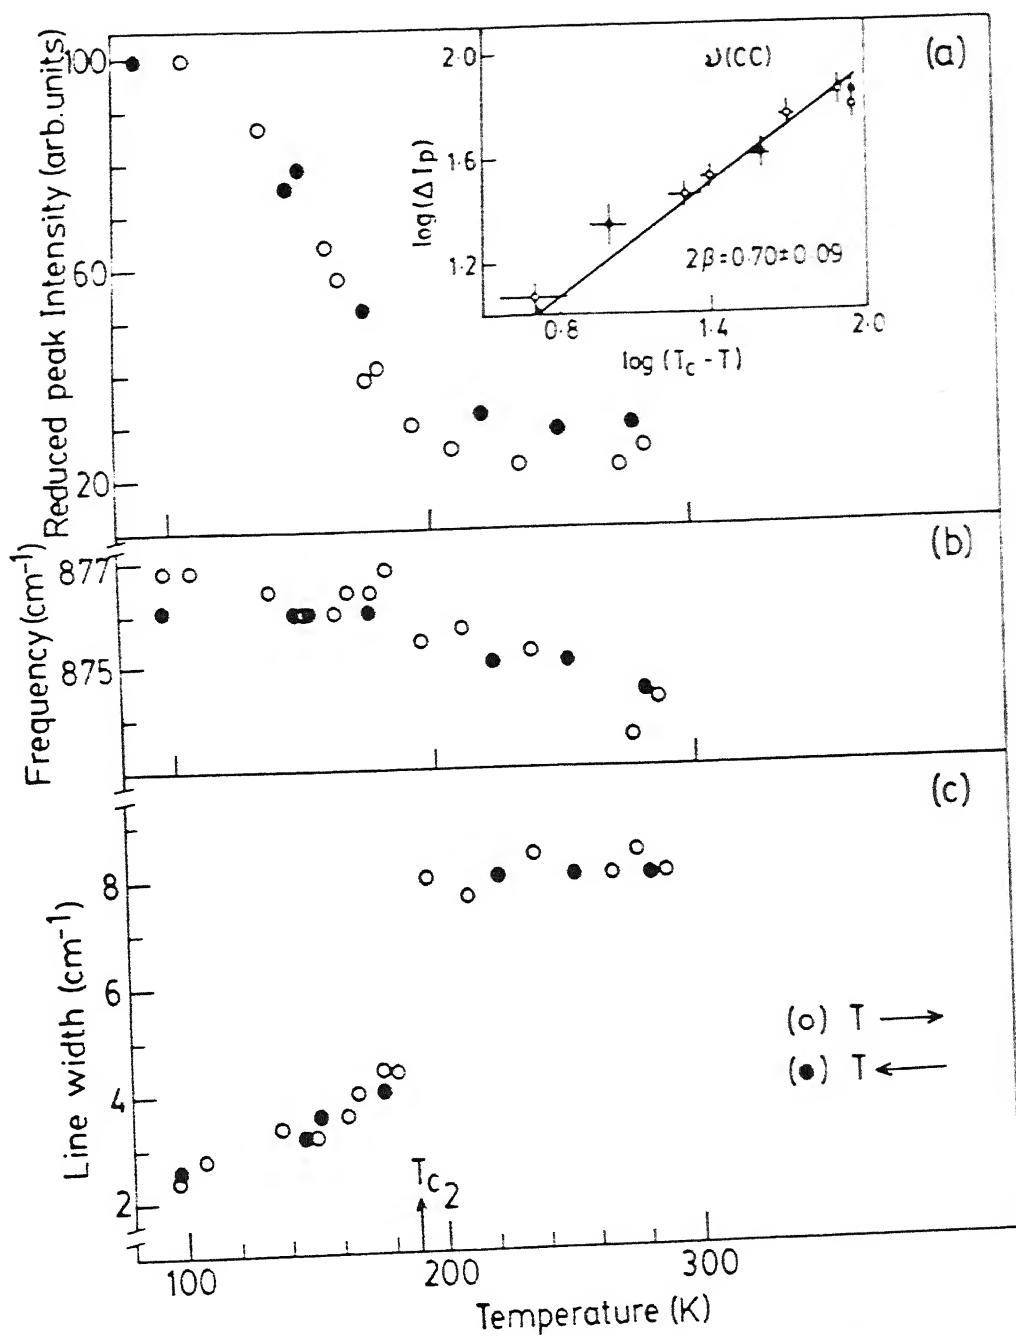 (a)
Reduced peak Intensity (arb.units)
100
60
20
ν(CC)
log(ΔIp)
2·0
1·6
1·2
2β=0·70±0·09
0·8
1·4
2·0
log (Tc - T)
(b)
Frequency (cm-1)
877
875
(c)
Line width (cm-1)
8
6
4
2
(o) T →
(●) T ←
Tc2
100
200
300
Temperature (K)